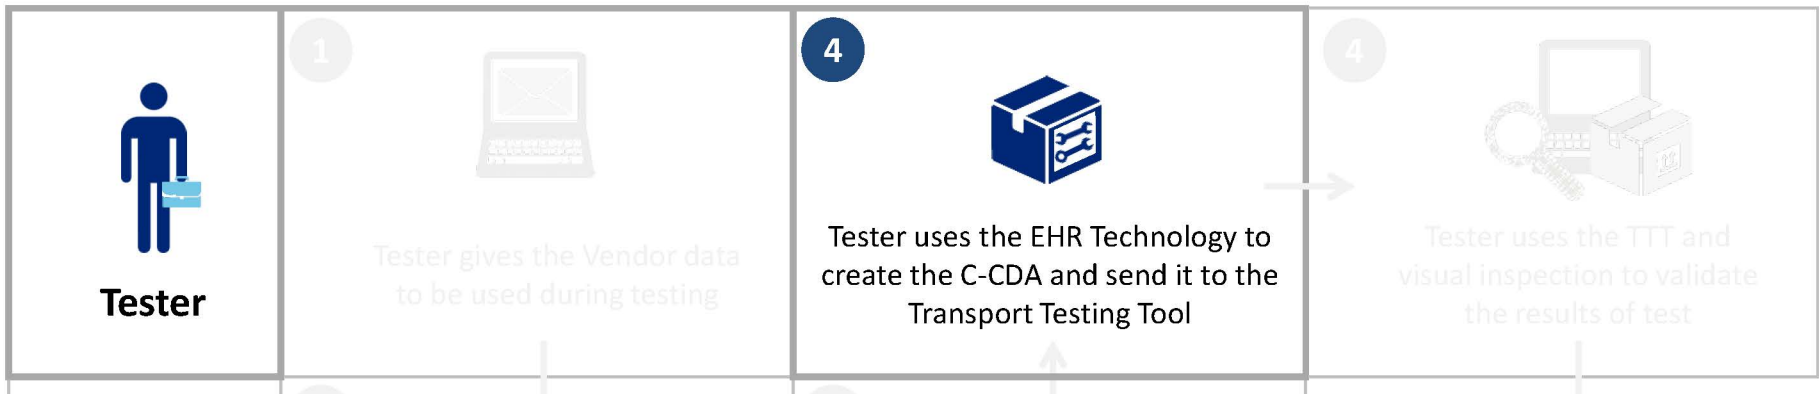 Tester
1
Tester gives the Vendor data
to be used during testing
4
Tester uses the EHR Technology to
create the C-CDA and send it to the
Transport Testing Tool
4
Tester uses the TTT and
visual inspection to validate
the results of test